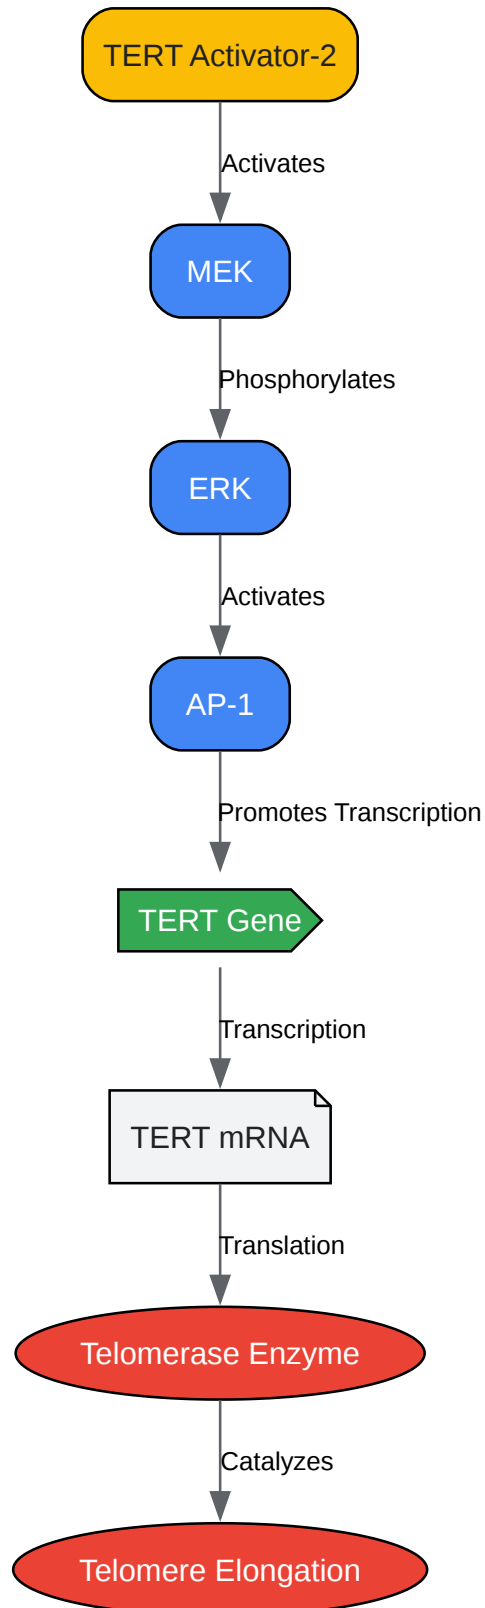 TERT Activator-2
Activates
MEK
Phosphorylates
ERK
Activates
AP-1
Promotes Transcription
TERT Gene
Transcription
TERT mRNA
Translation
Telomerase Enzyme
Catalyzes
Telomere Elongation